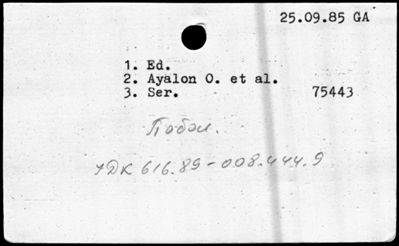 25.09.85 GA
1. Ed.
2. Ayalon O. et al.
3. Ser. 75443
Побол.
УДК 616.89-008.444.9